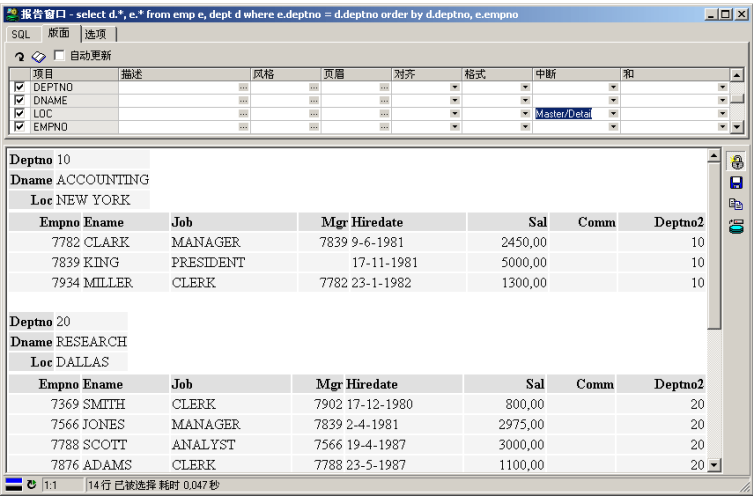 报告窗口 - select d.*, e.* from emp e, dept d where e.deptno = d.deptno order by d.deptno, e.empno
SQL 版面 选项
自动更新
项目 描述 风格 页眉 对齐 格式 中断 和
DEPTNO
DNAME
LOC Master/Detail
EMPNO
Deptno 10
Dname ACCOUNTING
Loc NEW YORK
Empno Ename Job Mgr Hiredate Sal Comm Deptno2
7782 CLARK MANAGER 7839 9-6-1981 2450,00 10
7839 KING PRESIDENT 17-11-1981 5000,00 10
7934 MILLER CLERK 7782 23-1-1982 1300,00 10
Deptno 20
Dname RESEARCH
Loc DALLAS
Empno Ename Job Mgr Hiredate Sal Comm Deptno2
7369 SMITH CLERK 7902 17-12-1980 800,00 20
7566 JONES MANAGER 7839 2-4-1981 2975,00 20
7788 SCOTT ANALYST 7566 19-4-1987 3000,00 20
7876 ADAMS CLERK 7788 23-5-1987 1100,00 20
1:1 14行 已被选择 耗时 0,047 秒